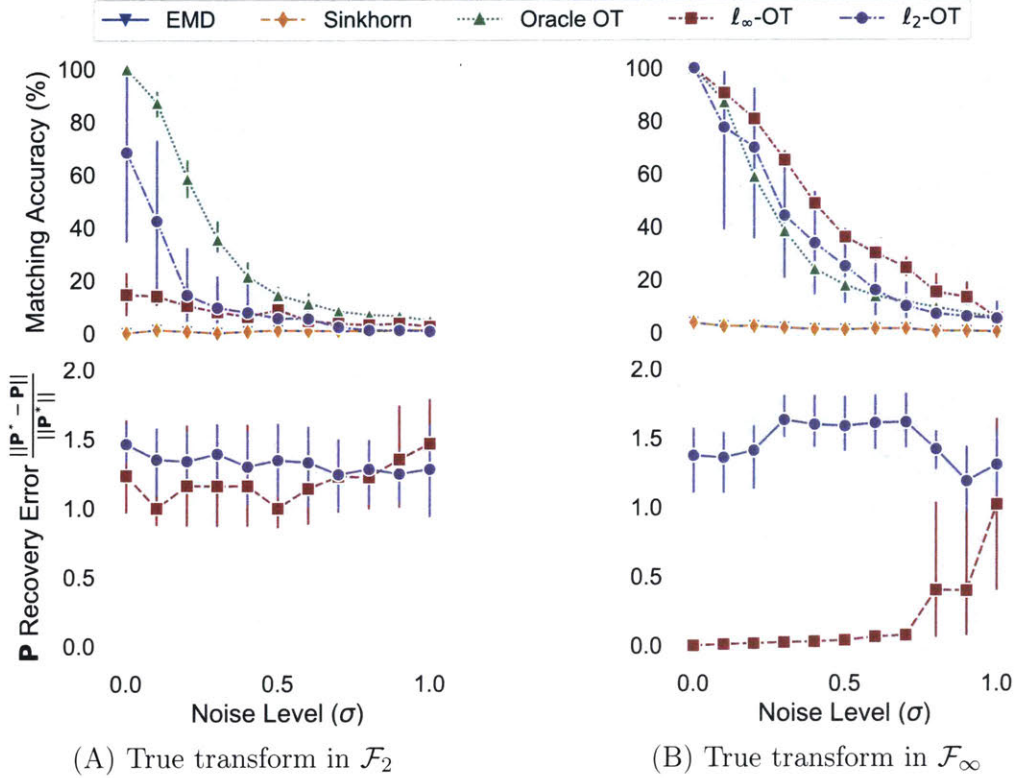 EMD Sinkhorn Oracle OT ℓ∞-OT ℓ2-OT
Matching Accuracy (%)
100
80
60
40
20
0
P Recovery Error ||P* − P|| / ||P*||
2.0
1.5
1.0
0.5
0.0
0.0 0.5 1.0
Noise Level (σ)
(A) True transform in ℱ2
100
80
60
40
20
0
2.0
1.5
1.0
0.5
0.0
0.0 0.5 1.0
Noise Level (σ)
(B) True transform in ℱ∞